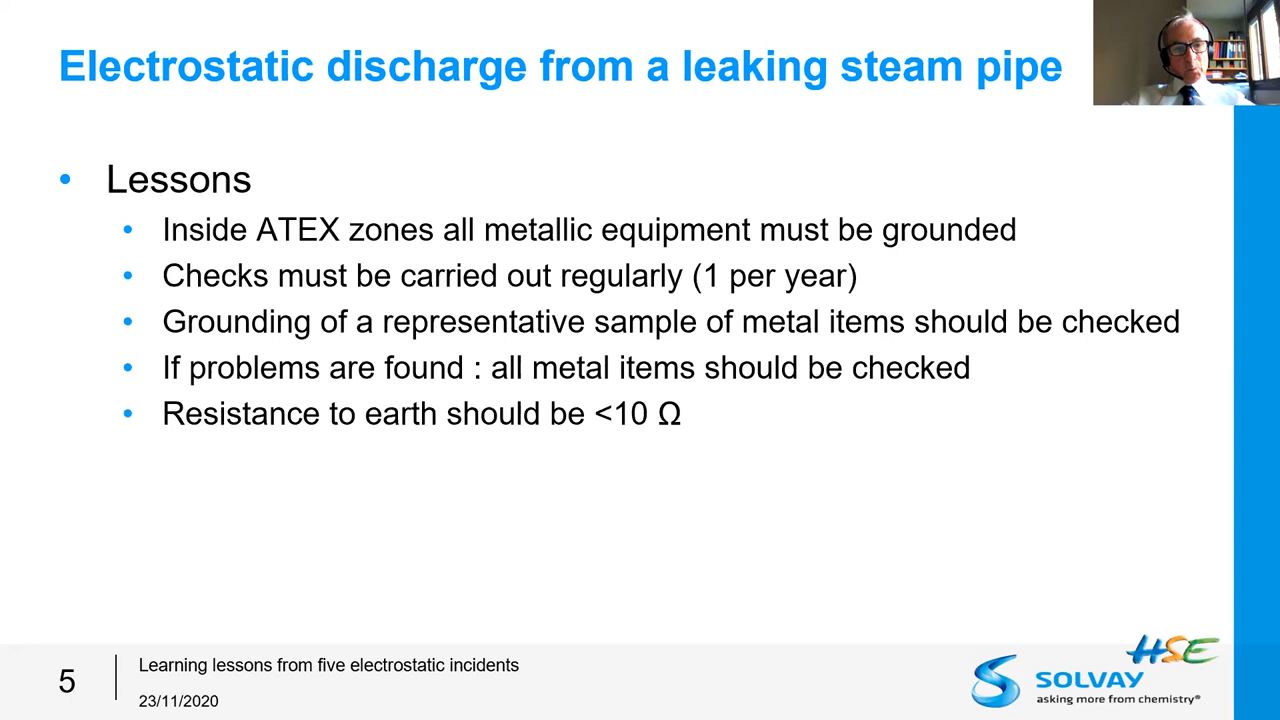 Electrostatic discharge from a leaking steam pipe
• Lessons
• Inside ATEX zones all metallic equipment must be grounded
• Checks must be carried out regularly (1 per year)
• Grounding of a representative sample of metal items should be checked
• If problems are found : all metal items should be checked
• Resistance to earth should be <10 Ω
5
Learning lessons from five electrostatic incidents
23/11/2020
HSE
SOLVAY
asking more from chemistry®